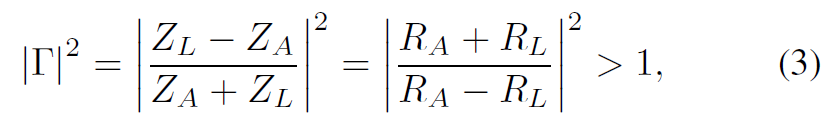 |Γ|² = |(Z_L − Z_A)/(Z_A + Z_L)|² = |(R_A + R_L)/(R_A − R_L)|² > 1, (3)